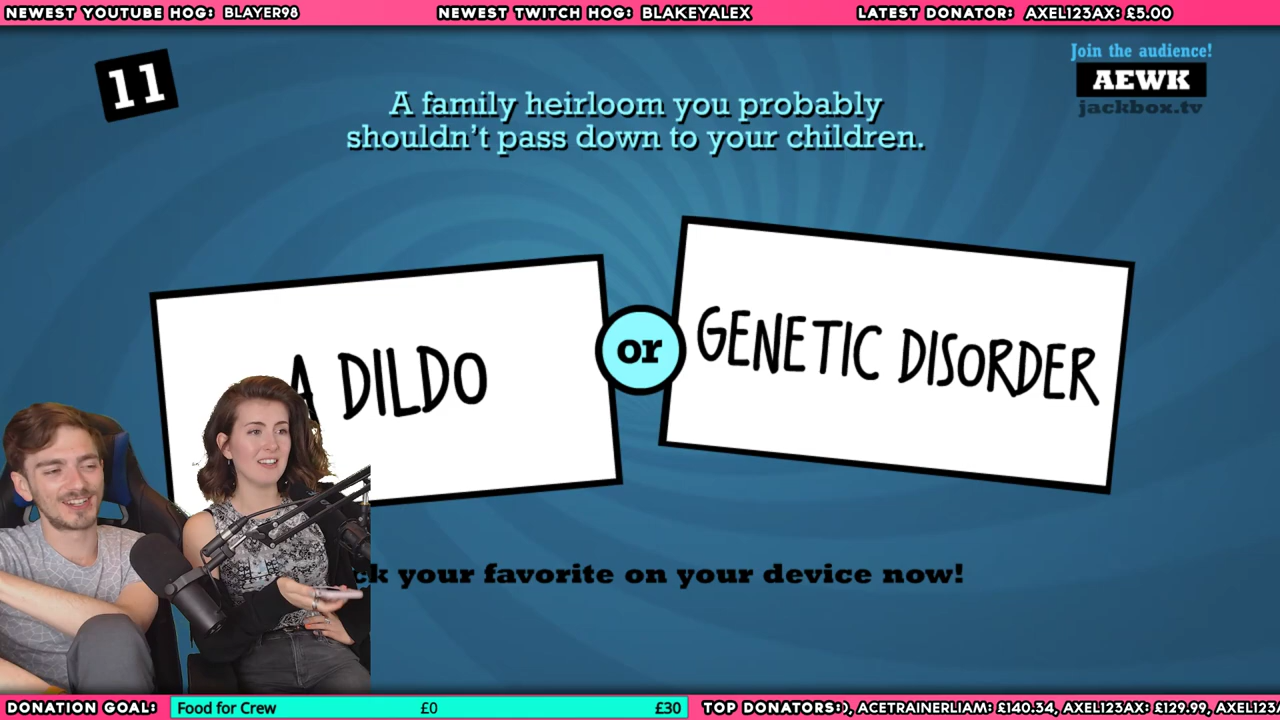 NEWEST YOUTUBE HOG: BLAYER98
NEWEST TWITCH HOG: BLAKEYALEX
LATEST DONATOR: AXEL123AX: £5.00
11
Join the audience!
AEWK
jackbox.tv
A family heirloom you probably
shouldn't pass down to your children.
A DILDO
or
GENETIC DISORDER
your favorite on your device now!
DONATION GOAL:
Food for Crew £0 £30
TOP DONATORS: ), ACETRAINERLIAM: £140.34, AXEL123AX: £129.99, AXEL123A